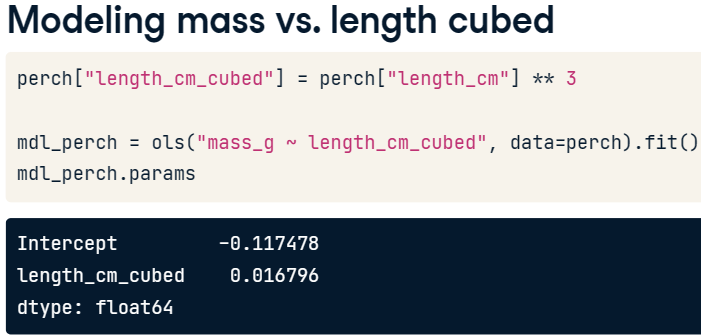 Modeling mass vs. length cubed
perch["length_cm_cubed"] = perch["length_cm"] ** 3
mdl_perch = ols("mass_g ~ length_cm_cubed", data=perch).fit()
mdl_perch.params
Intercept          -0.117478
length_cm_cubed    0.016796
dtype: float64